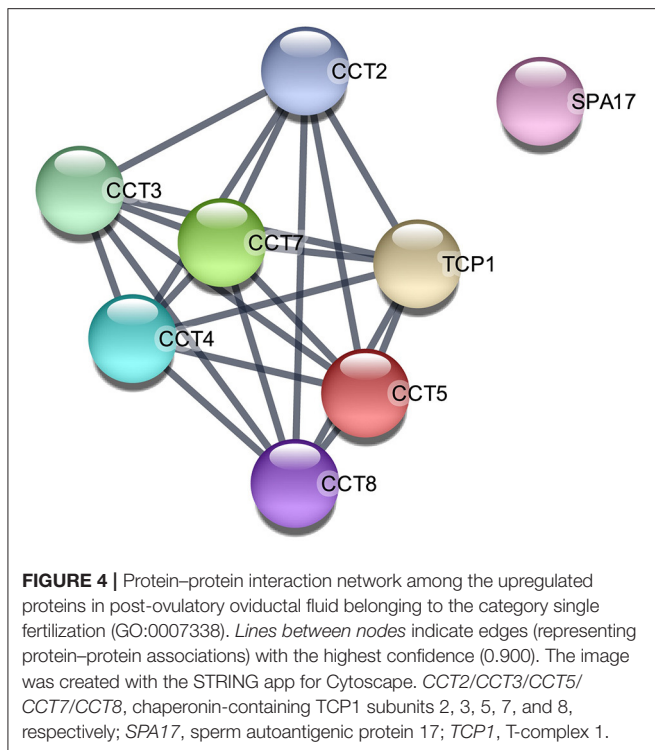 CCT2
SPA17
CCT3
CCT7
TCP1
CCT4
CCT5
CCT8
FIGURE 4 | Protein–protein interaction network among the upregulated
proteins in post-ovulatory oviductal fluid belonging to the category single
fertilization (GO:0007338). Lines between nodes indicate edges (representing
protein–protein associations) with the highest confidence (0.900). The image
was created with the STRING app for Cytoscape. CCT2/CCT3/CCT5/
CCT7/CCT8, chaperonin-containing TCP1 subunits 2, 3, 5, 7, and 8,
respectively; SPA17, sperm autoantigenic protein 17; TCP1, T-complex 1.